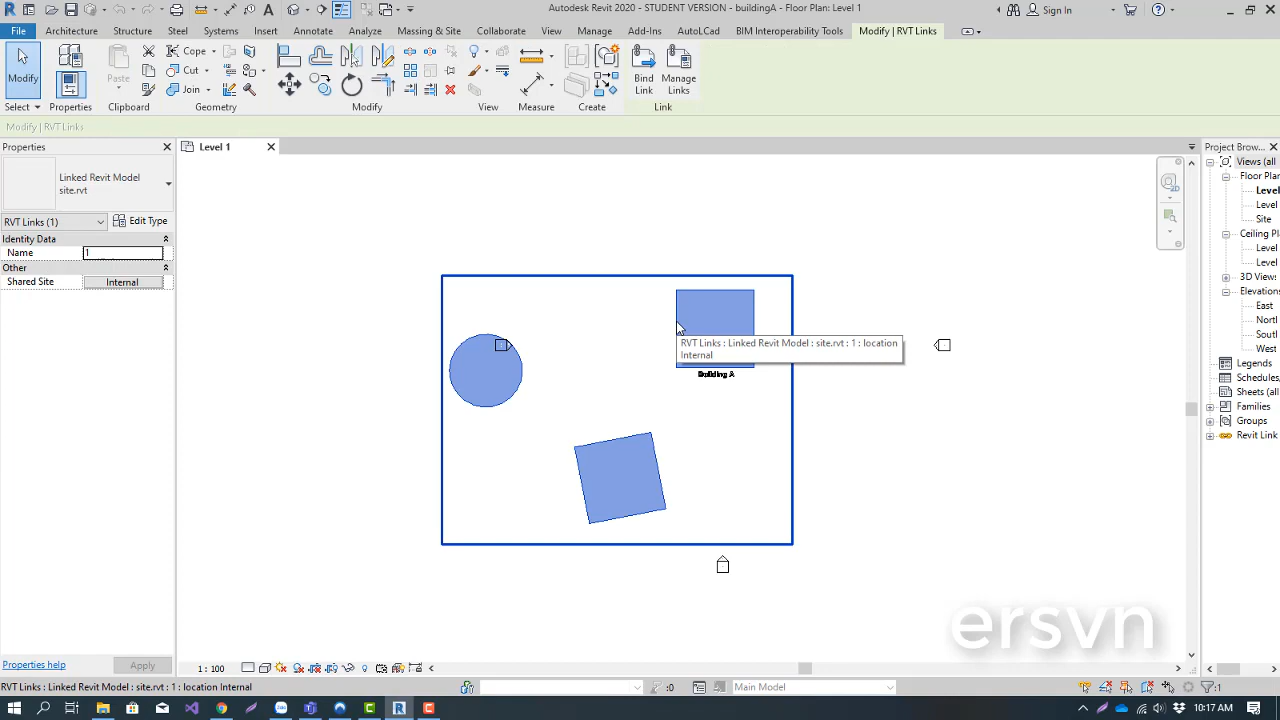 Autodesk Revit 2020 - STUDENT VERSION - buildingA - Floor Plan: Level 1
Sign In
File Architecture Structure Steel Systems Insert Annotate Analyze Massing & Site Collaborate View Manage Add-Ins AutoCAD BIM Interoperability Tools Modify | RVT Links
Cope
Modify Paste Cut Bind Link Manage Links
Join
Select Properties Clipboard Geometry Modify View Measure Create Link
Modify | RVT Links
Properties
Level 1
Project Brow...
Linked Revit Model
site.rvt
RVT Links (1) Edit Type
Identity Data
Name 1
Other
Shared Site Internal
Views (all
Floor Plan
Level
Level
Site
Ceiling Pl
Level
Level
3D Views
Elevations
East
North
South
West
Legends
Schedules,
Sheets (all
Families
Groups
Revit Link
RVT Links : Linked Revit Model : site.rvt : 1 : location
Internal
Building A
ersvn
Properties help Apply
1 : 100
RVT Links : Linked Revit Model : site.rvt : 1 : location Internal
:0
Main Model
:1
10:17 AM